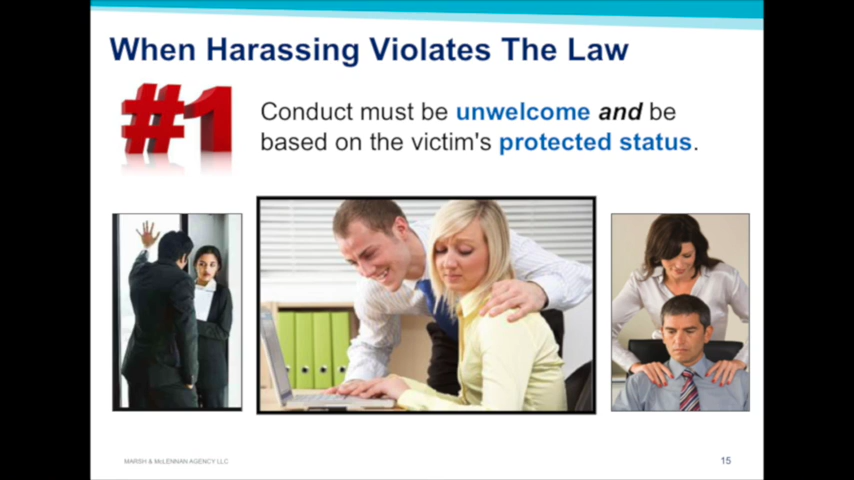 When Harassing Violates The Law
#1
Conduct must be unwelcome and be
based on the victim's protected status.
MARSH & McLENNAN AGENCY LLC
15